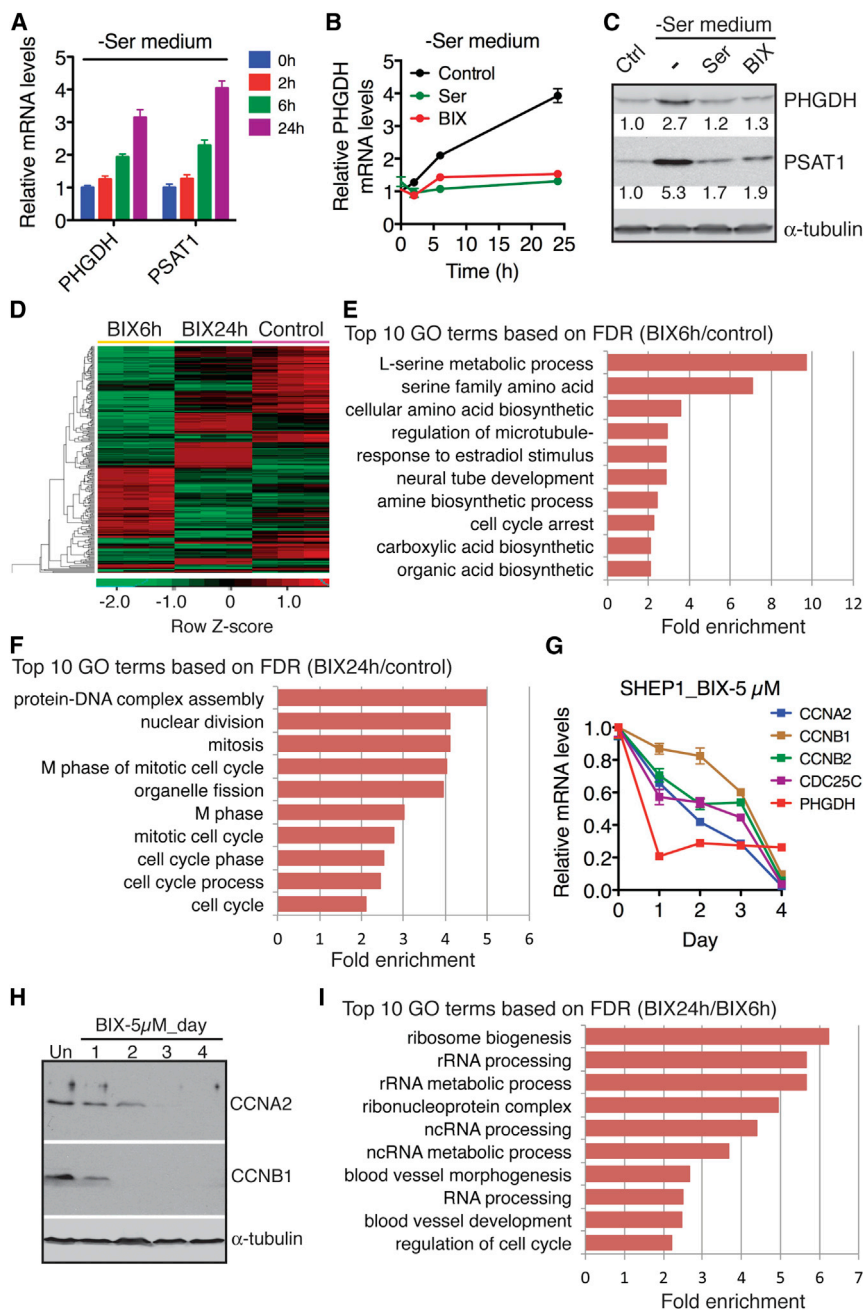 A
-Ser medium
Relative mRNA levels
5
4
3
2
1
0
0h
2h
6h
24h
PHGDH
PSAT1
B
-Ser medium
Relative PHGDH
mRNA levels
5
4
3
2
1
0
Control
Ser
BIX
0 5 10 15 20 25
Time (h)
C
-Ser medium
Ctrl - Ser BIX
PHGDH
1.0 2.7 1.2 1.3
PSAT1
1.0 5.3 1.7 1.9
α-tubulin
D
BIX6h BIX24h Control
-2.0 -1.0 0 1.0
Row Z-score
E
Top 10 GO terms based on FDR (BIX6h/control)
L-serine metabolic process
serine family amino acid
cellular amino acid biosynthetic
regulation of microtubule-
response to estradiol stimulus
neural tube development
amine biosynthetic process
cell cycle arrest
carboxylic acid biosynthetic
organic acid biosynthetic
0 2 4 6 8 10 12
Fold enrichment
F
Top 10 GO terms based on FDR (BIX24h/control)
protein-DNA complex assembly
nuclear division
mitosis
M phase of mitotic cell cycle
organelle fission
M phase
mitotic cell cycle
cell cycle phase
cell cycle process
cell cycle
0 1 2 3 4 5 6
Fold enrichment
G
SHEP1_BIX-5 µM
Relative mRNA levels
1.0
0.8
0.6
0.4
0.2
0.0
CCNA2
CCNB1
CCNB2
CDC25C
PHGDH
0 1 2 3 4
Day
H
BIX-5µM_day
Un 1 2 3 4
CCNA2
CCNB1
α-tubulin
I
Top 10 GO terms based on FDR (BIX24h/BIX6h)
ribosome biogenesis
rRNA processing
rRNA metabolic process
ribonucleoprotein complex
ncRNA processing
ncRNA metabolic process
blood vessel morphogenesis
RNA processing
blood vessel development
regulation of cell cycle
0 1 2 3 4 5 6 7
Fold enrichment